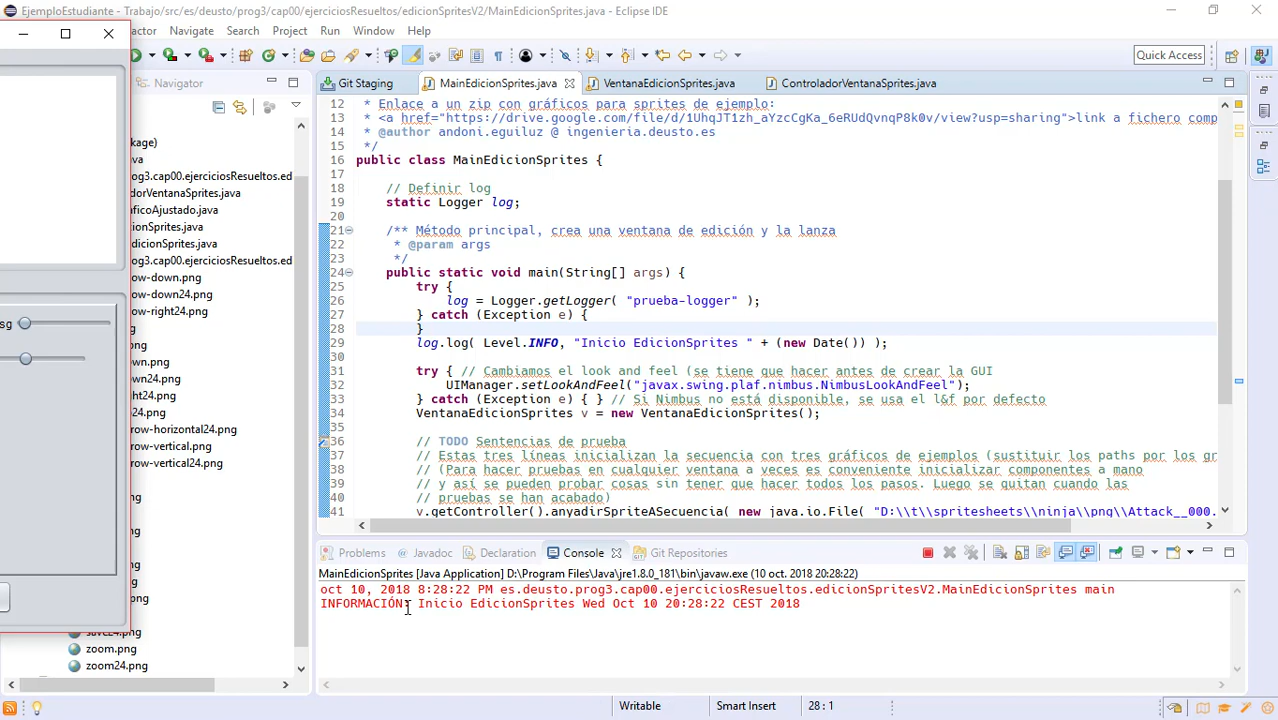 EjemploEstudiante - Trabajo/src/es/deusto/prog3/cap00/ejerciciosResueltos/edicionSpritesV2/MainEdicionSprites.java - Eclipse IDE
actor Navigate Search Project Run Window Help
Quick Access
Navigator
kage)
ava
prog3.cap00.ejerciciosResueltos.ed
dorVentanaSprites.java
aficoAjustado.java
icionSprites.java
dicionSprites.java
prog3.cap00.ejerciciosResueltos.ed
row-down.png
row-down24.png
row-right24.png
ng
ng
wn.png
wn24.png
ght24.png
24.png
row-horizontal24.png
row-vertical.png
row-vertical24.png
ng
ng
g
ng
ng
save24.png
zoom.png
zoom24.png
sg
Git Staging MainEdicionSprites.java VentanaEdicionSprites.java ControladorVentanaSprites.java
12 * Enlace a un zip con gráficos para sprites de ejemplo:
13 * <a href="https://drive.google.com/file/d/1UhqJT1zh_aYzcCgKa_6eRUdQvnqP8k0v/view?usp=sharing">link a fichero comp
14 * @author andoni.eguiluz @ ingenieria.deusto.es
15 */
16 public class MainEdicionSprites {
17
18 // Definir log
19 static Logger log;
20
21 /** Método principal, crea una ventana de edición y la lanza
22 * @param args
23 */
24 public static void main(String[] args) {
25 try {
26 log = Logger.getLogger( "prueba-logger" );
27 } catch (Exception e) {
28 }
29 log.log( Level.INFO, "Inicio EdicionSprites " + (new Date()) );
30
31 try { // Cambiamos el look and feel (se tiene que hacer antes de crear la GUI
32 UIManager.setLookAndFeel("javax.swing.plaf.nimbus.NimbusLookAndFeel");
33 } catch (Exception e) { } // Si Nimbus no está disponible, se usa el l&f por defecto
34 VentanaEdicionSprites v = new VentanaEdicionSprites();
35
36 // TODO Sentencias de prueba
37 // Estas tres líneas inicializan la secuencia con tres gráficos de ejemplos (sustituir los paths por los gr
38 // (Para hacer pruebas en cualquier ventana a veces es conveniente inicializar componentes a mano
39 // y así se pueden probar cosas sin tener que hacer todos los pasos. Luego se quitan cuando las
40 // pruebas se han acabado)
41 v.getController().anyadirSpriteASecuencia( new java.io.File( "D:\\t\\spritesheets\\ninja\\png\\Attack__000.
Problems Javadoc Declaration Console Git Repositories
MainEdicionSprites [Java Application] D:\Program Files\Java\jre1.8.0_181\bin\javaw.exe (10 oct. 2018 20:28:22)
oct 10, 2018 8:28:22 PM es.deusto.prog3.cap00.ejerciciosResueltos.edicionSpritesV2.MainEdicionSprites main
INFORMACIÓN: Inicio EdicionSprites Wed Oct 10 20:28:22 CEST 2018
Writable Smart Insert 28 : 1